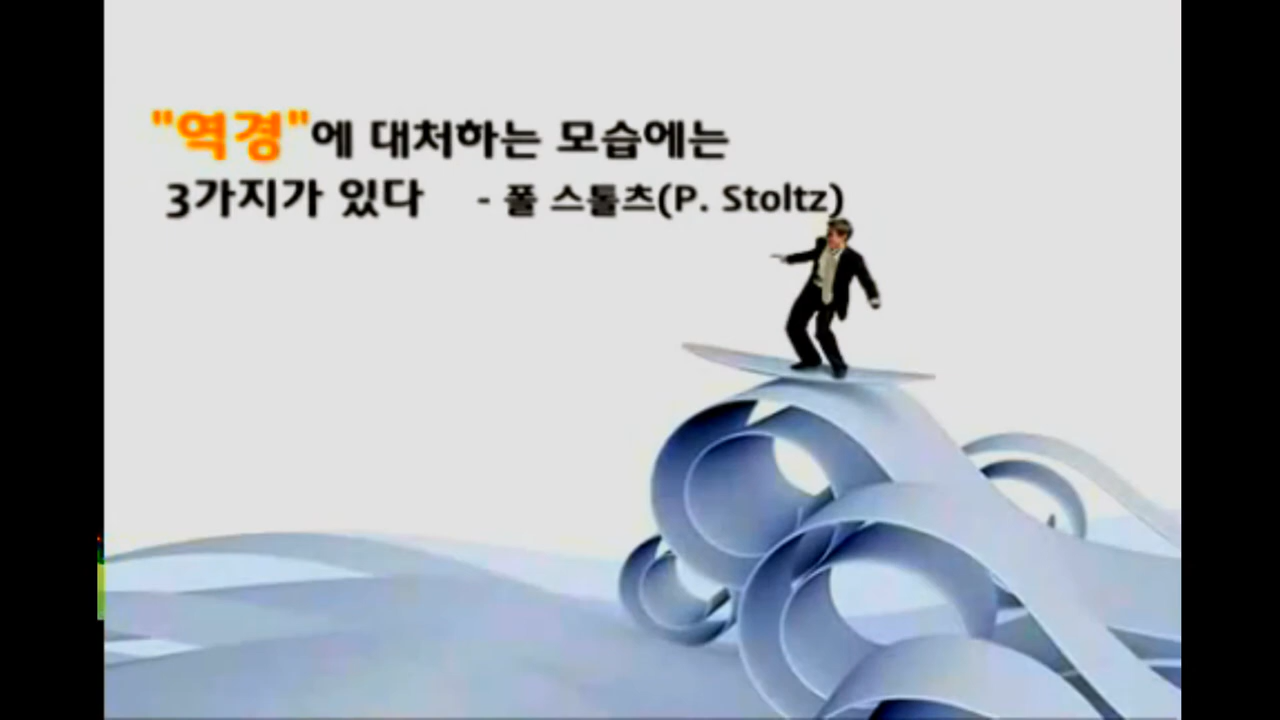 "역경"에 대처하는 모습에는
3가지가 있다 - 폴 스톨츠(P. Stoltz)